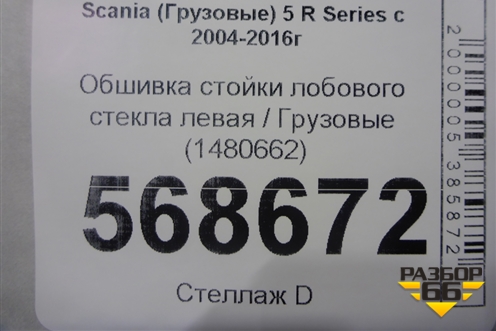 Scania (Грузовые) 5 R Series с
2004-2016г
Обшивка стойки лобового
стекла левая / Грузовые
(1480662)
568672
Стеллаж D
2000005385872
РАЗБОР
66